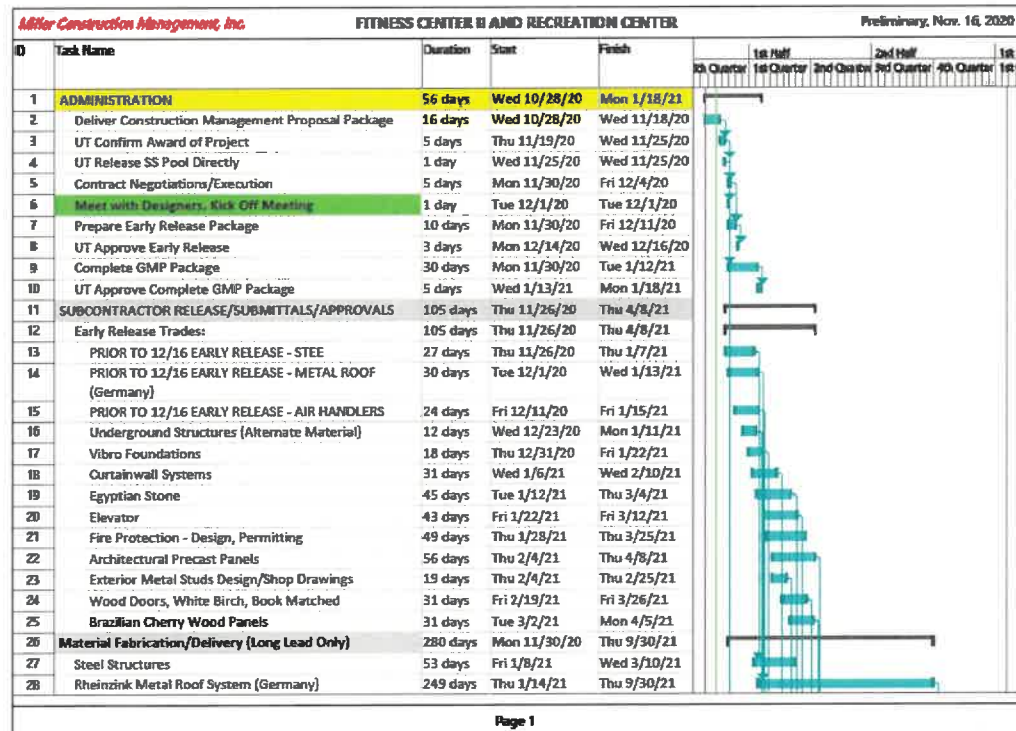 Miller Construction Management, Inc. FITNESS CENTER II AND RECREATION CENTER Preliminary, Nov. 16, 2020
ID Task Name Duration Start Finish
1st Half 2nd Half 1st
4th Quarter 1st Quarter 2nd Quarter 3rd Quarter 4th Quarter 1st
1 ADMINISTRATION 56 days Wed 10/28/20 Mon 1/18/21
2 Deliver Construction Management Proposal Package 16 days Wed 10/28/20 Wed 11/18/20
3 UT Confirm Award of Project 5 days Thu 11/19/20 Wed 11/25/20
4 UT Release SS Pool Directly 1 day Wed 11/25/20 Wed 11/25/20
5 Contract Negotiations/Execution 5 days Mon 11/30/20 Fri 12/4/20
6 Meet with Designers, Kick Off Meeting 1 day Tue 12/1/20 Tue 12/1/20
7 Prepare Early Release Package 10 days Mon 11/30/20 Fri 12/11/20
8 UT Approve Early Release 3 days Mon 12/14/20 Wed 12/16/20
9 Complete GMP Package 30 days Mon 11/30/20 Tue 1/12/21
10 UT Approve Complete GMP Package 5 days Wed 1/13/21 Mon 1/18/21
11 SUBCONTRACTOR RELEASE/SUBMITTALS/APPROVALS 105 days Thu 11/26/20 Thu 4/8/21
12 Early Release Trades: 105 days Thu 11/26/20 Thu 4/8/21
13 PRIOR TO 12/16 EARLY RELEASE - STEE 27 days Thu 11/26/20 Thu 1/7/21
14 PRIOR TO 12/16 EARLY RELEASE - METAL ROOF 30 days Tue 12/1/20 Wed 1/13/21
(Germany)
15 PRIOR TO 12/16 EARLY RELEASE - AIR HANDLERS 24 days Fri 12/11/20 Fri 1/15/21
16 Underground Structures (Alternate Material) 12 days Wed 12/23/20 Mon 1/11/21
17 Vibro Foundations 18 days Thu 12/31/20 Fri 1/22/21
18 Curtainwall Systems 31 days Wed 1/6/21 Wed 2/10/21
19 Egyptian Stone 45 days Tue 1/12/21 Thu 3/4/21
20 Elevator 43 days Fri 1/22/21 Fri 3/12/21
21 Fire Protection - Design, Permitting 49 days Thu 1/28/21 Thu 3/25/21
22 Architectural Precast Panels 56 days Thu 2/4/21 Thu 4/8/21
23 Exterior Metal Studs Design/Shop Drawings 19 days Thu 2/4/21 Thu 2/25/21
24 Wood Doors, White Birch, Book Matched 31 days Fri 2/19/21 Fri 3/26/21
25 Brazilian Cherry Wood Panels 31 days Tue 3/2/21 Mon 4/5/21
26 Material Fabrication/Delivery (Long Lead Only) 280 days Mon 11/30/20 Thu 9/30/21
27 Steel Structures 53 days Fri 1/8/21 Wed 3/10/21
28 Rheinzink Metal Roof System (Germany) 249 days Thu 1/14/21 Thu 9/30/21
Page 1